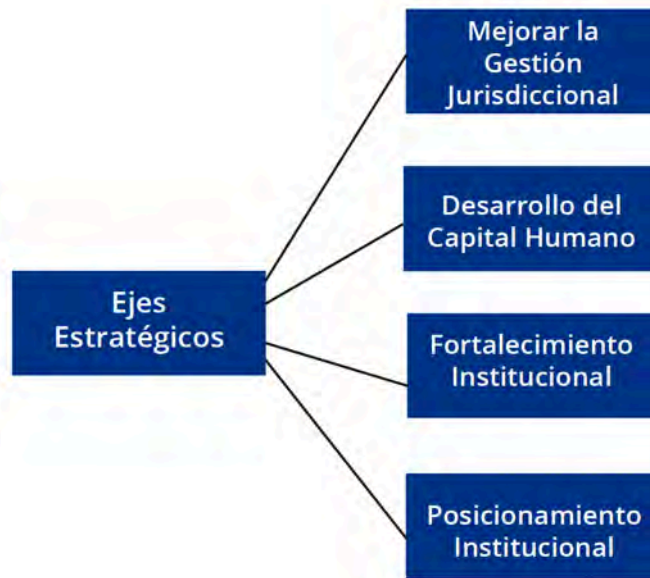 Mejorar la
Gestión
Jurisdiccional
Desarrollo del
Capital Humano
Ejes
Estratégicos
Fortalecimiento
Institucional
Posicionamiento
Institucional